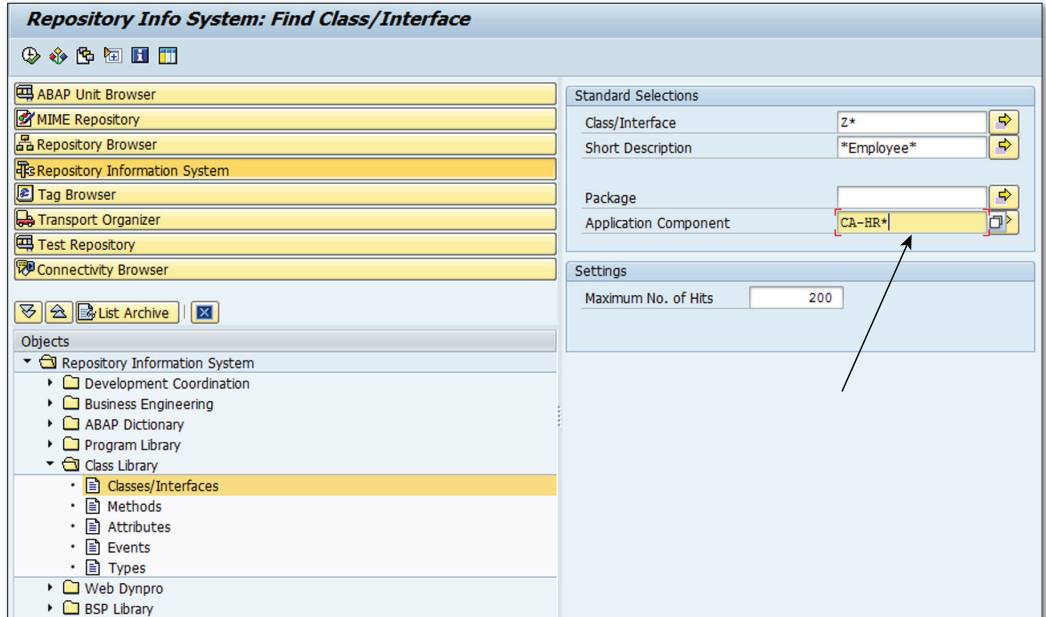 Repository Info System: Find Class/Interface
ABAP Unit Browser
MIME Repository
Repository Browser
Repository Information System
Tag Browser
Transport Organizer
Test Repository
Connectivity Browser
List Archive
Objects
Repository Information System
Development Coordination
Business Engineering
ABAP Dictionary
Program Library
Class Library
Classes/Interfaces
Methods
Attributes
Events
Types
Web Dynpro
BSP Library
Standard Selections
Class/Interface Z*
Short Description *Employee*
Package
Application Component CA-HR*
Settings
Maximum No. of Hits 200